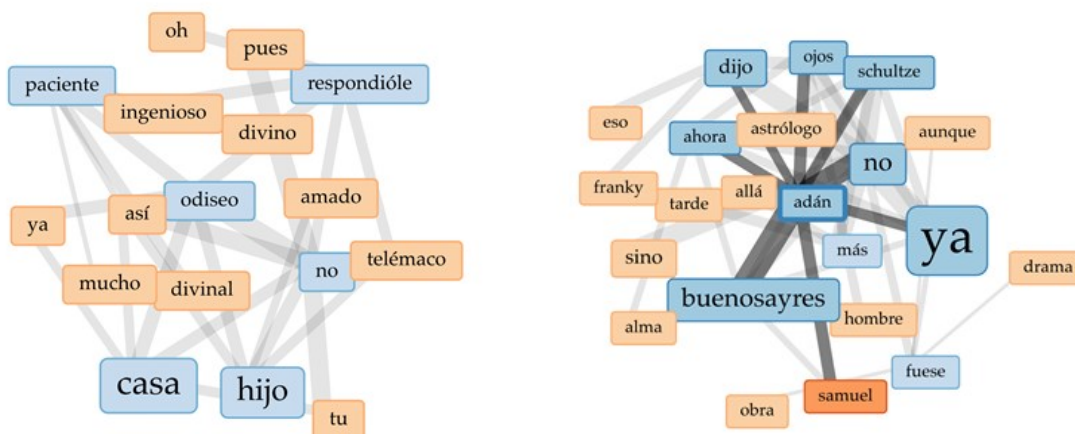 oh
pues
paciente
respondióle
ingenioso
divino
odiseo
amado
ya
así
no
telémaco
mucho
divinal
casa
hijo
tu
ojos
dijo
schultze
eso
astrólogo
aunque
ahora
no
franky
tarde
allá
adán
más
ya
sino
drama
buenosayres
alma
hombre
fuese
samuel
obra